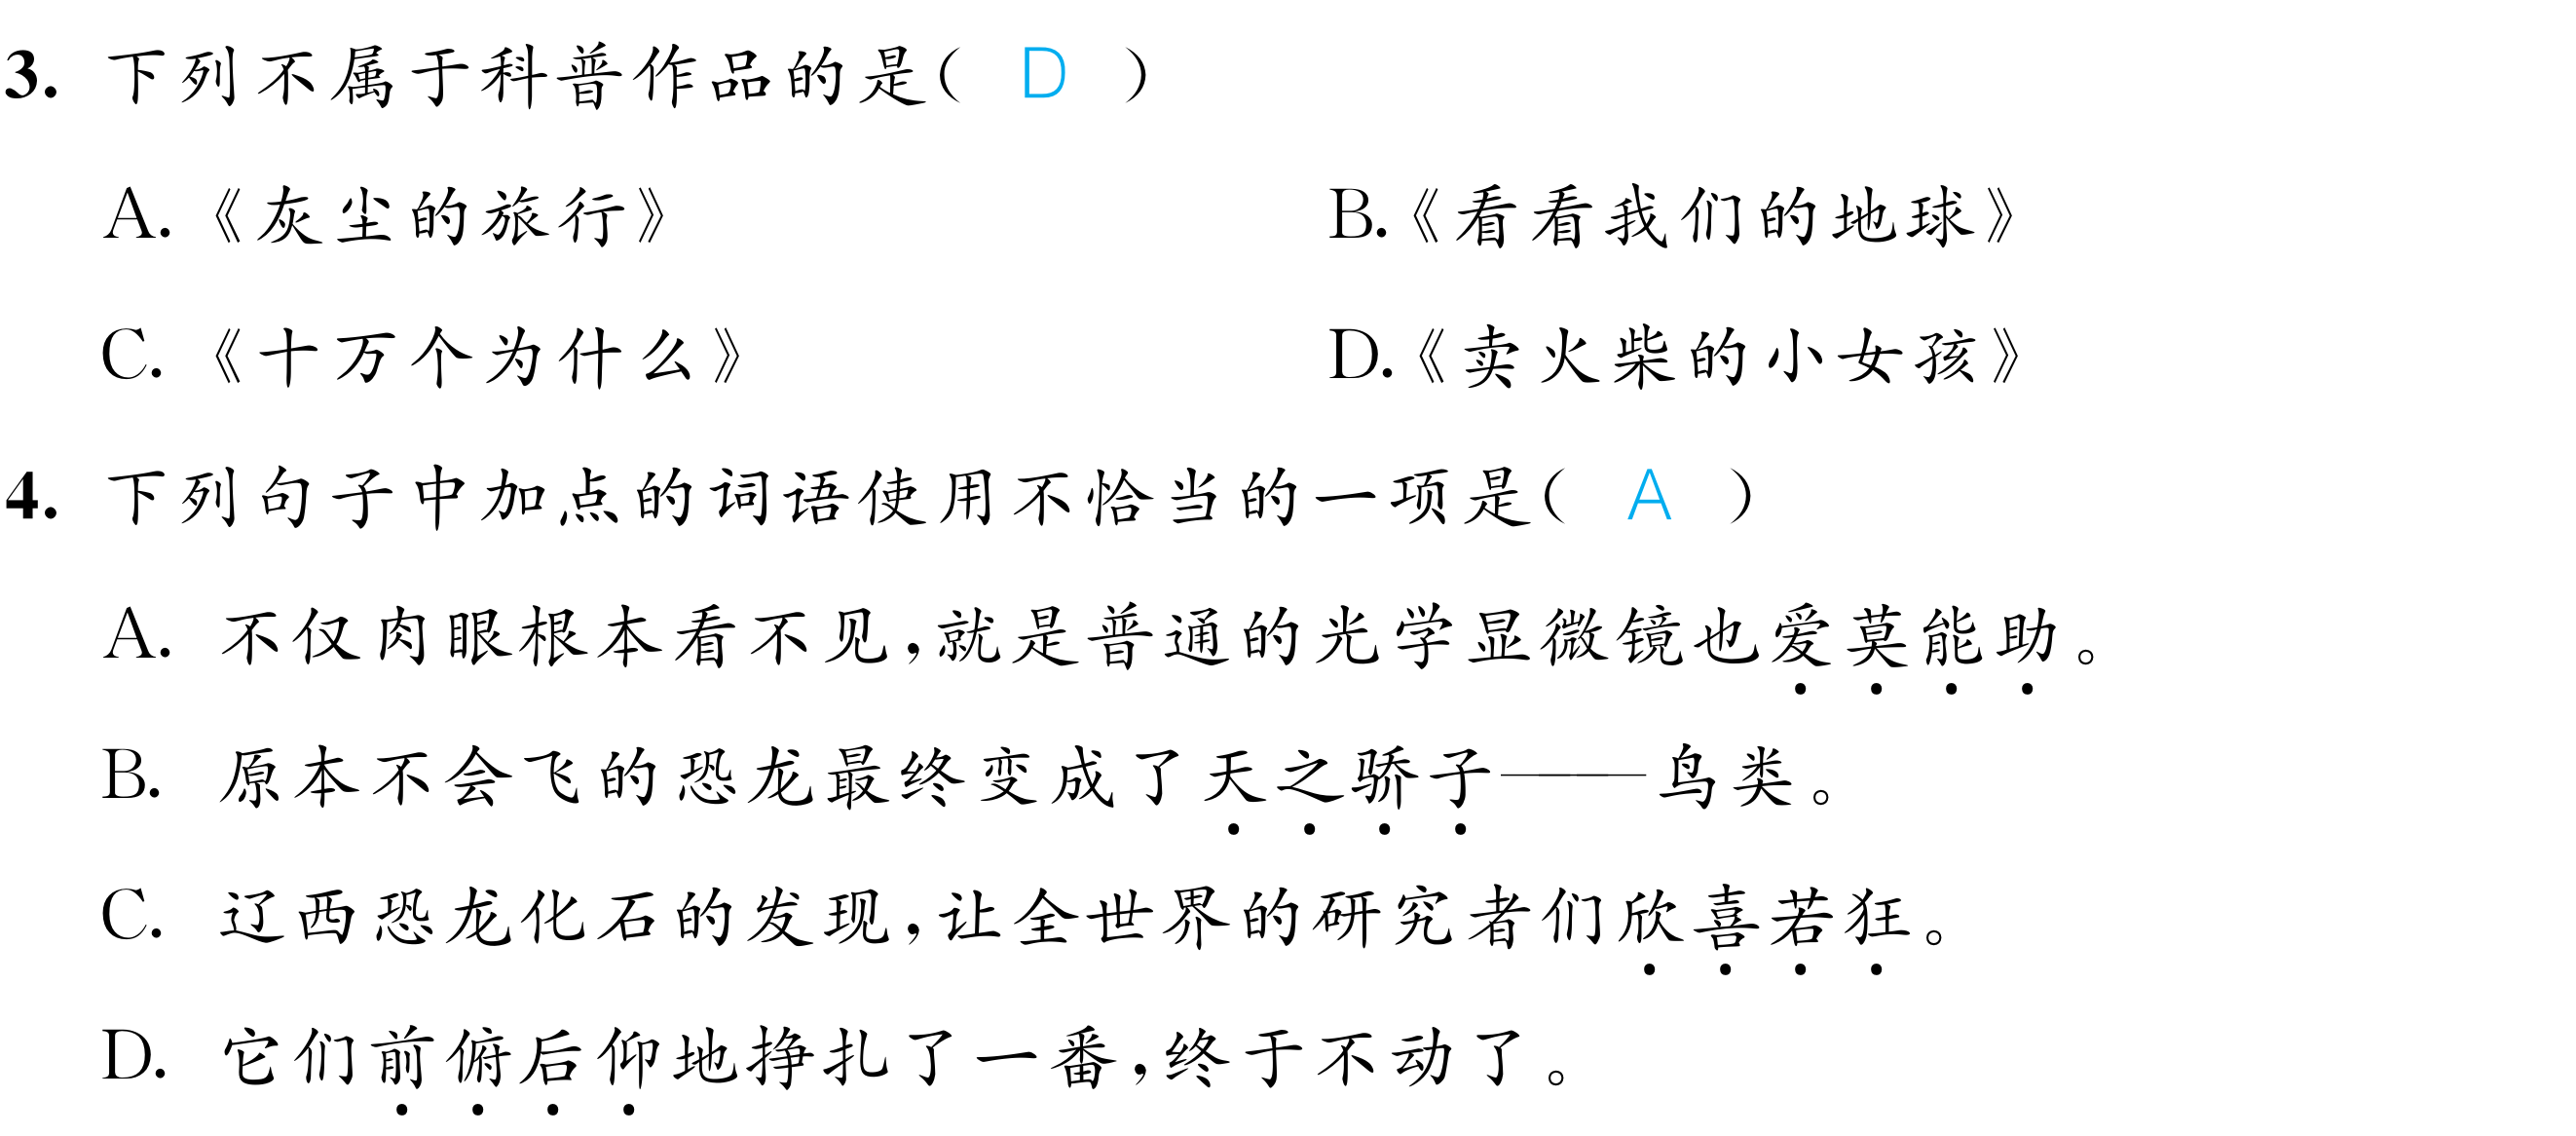 3. 下列不属于科普作品的是( D )
A.《灰尘的旅行》 B.《看看我们的地球》
C.《十万个为什么》 D.《卖火柴的小女孩》
4. 下列句子中加点的词语使用不恰当的一项是( A )
A. 不仅肉眼根本看不见,就是普通的光学显微镜也爱莫能助。
B. 原本不会飞的恐龙最终变成了天之骄子——鸟类。
C. 辽西恐龙化石的发现,让全世界的研究者们欣喜若狂。
D. 它们前俯后仰地挣扎了一番,终于不动了。